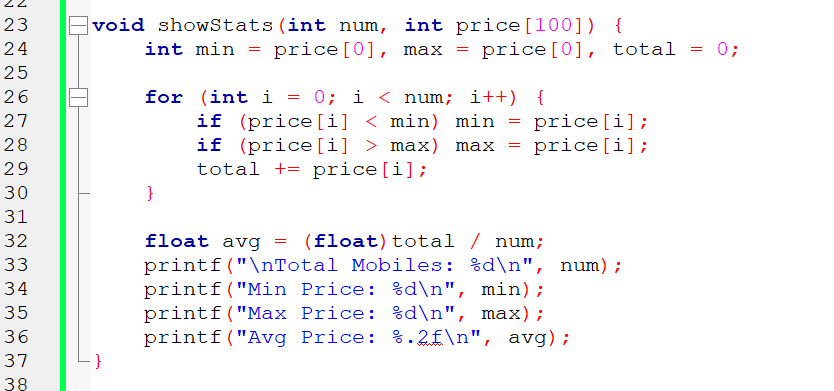 22
23 void showStats(int num, int price[100]) {
24     int min = price[0], max = price[0], total = 0;
25
26     for (int i = 0; i < num; i++) {
27         if (price[i] < min) min = price[i];
28         if (price[i] > max) max = price[i];
29         total += price[i];
30     }
31
32     float avg = (float)total / num;
33     printf("\nTotal Mobiles: %d\n", num);
34     printf("Min Price: %d\n", min);
35     printf("Max Price: %d\n", max);
36     printf("Avg Price: %.2f\n", avg);
37 }
38